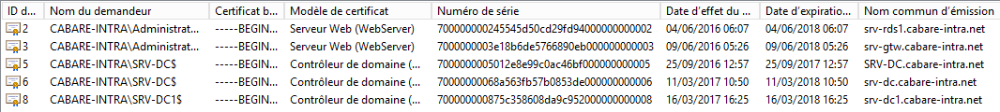 ID d... Nom du demandeur Certificat b... Modèle de certificat Numéro de série Date d'effet du ... Date d'expiratio... Nom commun d'émission
2 CABARE-INTRA\Administrat... -----BEGIN... Serveur Web (WebServer)700000000245545d50cd29fd94000000000002 04/06/2016 06:07 04/06/2018 06:07 srv-rds1.cabare-intra.net
3 CABARE-INTRA\Administrat... -----BEGIN... Serveur Web (WebServer) 70000000003e18b6de5766890eb000000000003 09/06/2016 05:26 09/06/2018 05:26 srv-gtw.cabare-intra.net
5 CABARE-INTRA\SRV-DC$ -----BEGIN... Contrôleur de domaine (... 7000000005012e8e99c0ac46bf000000000005 25/09/2016 12:57 25/09/2017 12:57 SRV-DC.cabare-intra.net
6 CABARE-INTRA\SRV-DC$ -----BEGIN... Contrôleur de domaine (... 70000000068a563fb57b0853de000000000006 11/03/2017 10:50 11/03/2018 10:50 srv-dc.cabare-intra.net
8 CABARE-INTRA\SRV-DC1$ -----BEGIN... Contrôleur de domaine (... 700000000875c358608da9c952000000000008 16/03/2017 16:25 16/03/2018 16:25 srv-dc1.cabare-intra.net